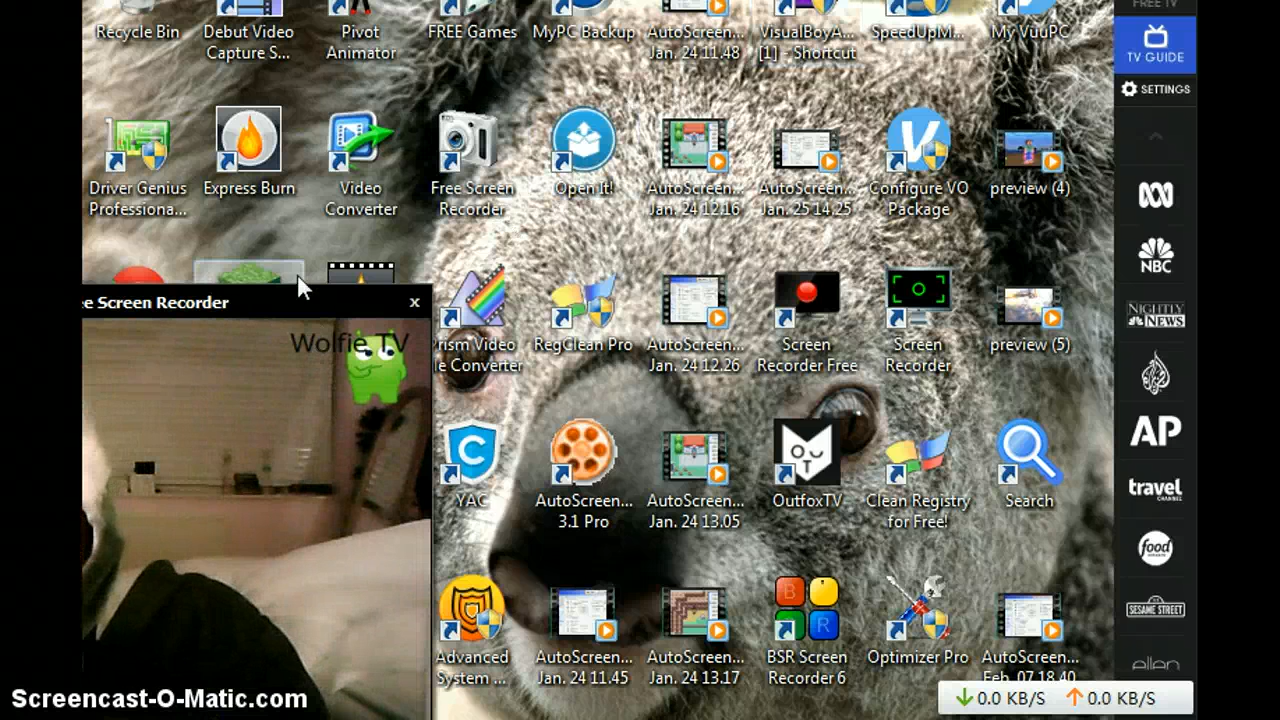 FREE TV
Recycle Bin
Debut Video
Capture S...
Pivot
Animator
FREE Games
MyPC Backup
AutoScreen...
Jan. 24 11.48
VisualBoyA...
[1] - Shortcut
SpeedUpM...
My VuuPC
TV GUIDE
SETTINGS
Driver Genius
Professiona...
Express Burn
Video
Converter
Free Screen
Recorder
Open It!
AutoScreen...
Jan. 24 12.16
AutoScreen...
Jan. 25 14.25
Configure VO
Package
preview (4)
NBC
ee Screen Recorder
x
Wolfie TV
rism Video
le Converter
RegClean Pro
AutoScreen...
Jan. 24 12.26
Screen
Recorder Free
Screen
Recorder
preview (5)
NIGHTLY
NEWS
AP
YAC
AutoScreen...
3.1 Pro
AutoScreen...
Jan. 24 13.05
OUT
OutfoxTV
Clean Registry
for Free!
Search
travel
CHANNEL
food
SESAME STREET
Advanced
System ...
AutoScreen...
Jan. 24 11.45
AutoScreen...
Jan. 24 13.17
B
R
BSR Screen
Recorder 6
Optimizer Pro
AutoScreen...
Feb. 07 18.40
ellen
0.0 KB/S
0.0 KB/S
Screencast-O-Matic.com